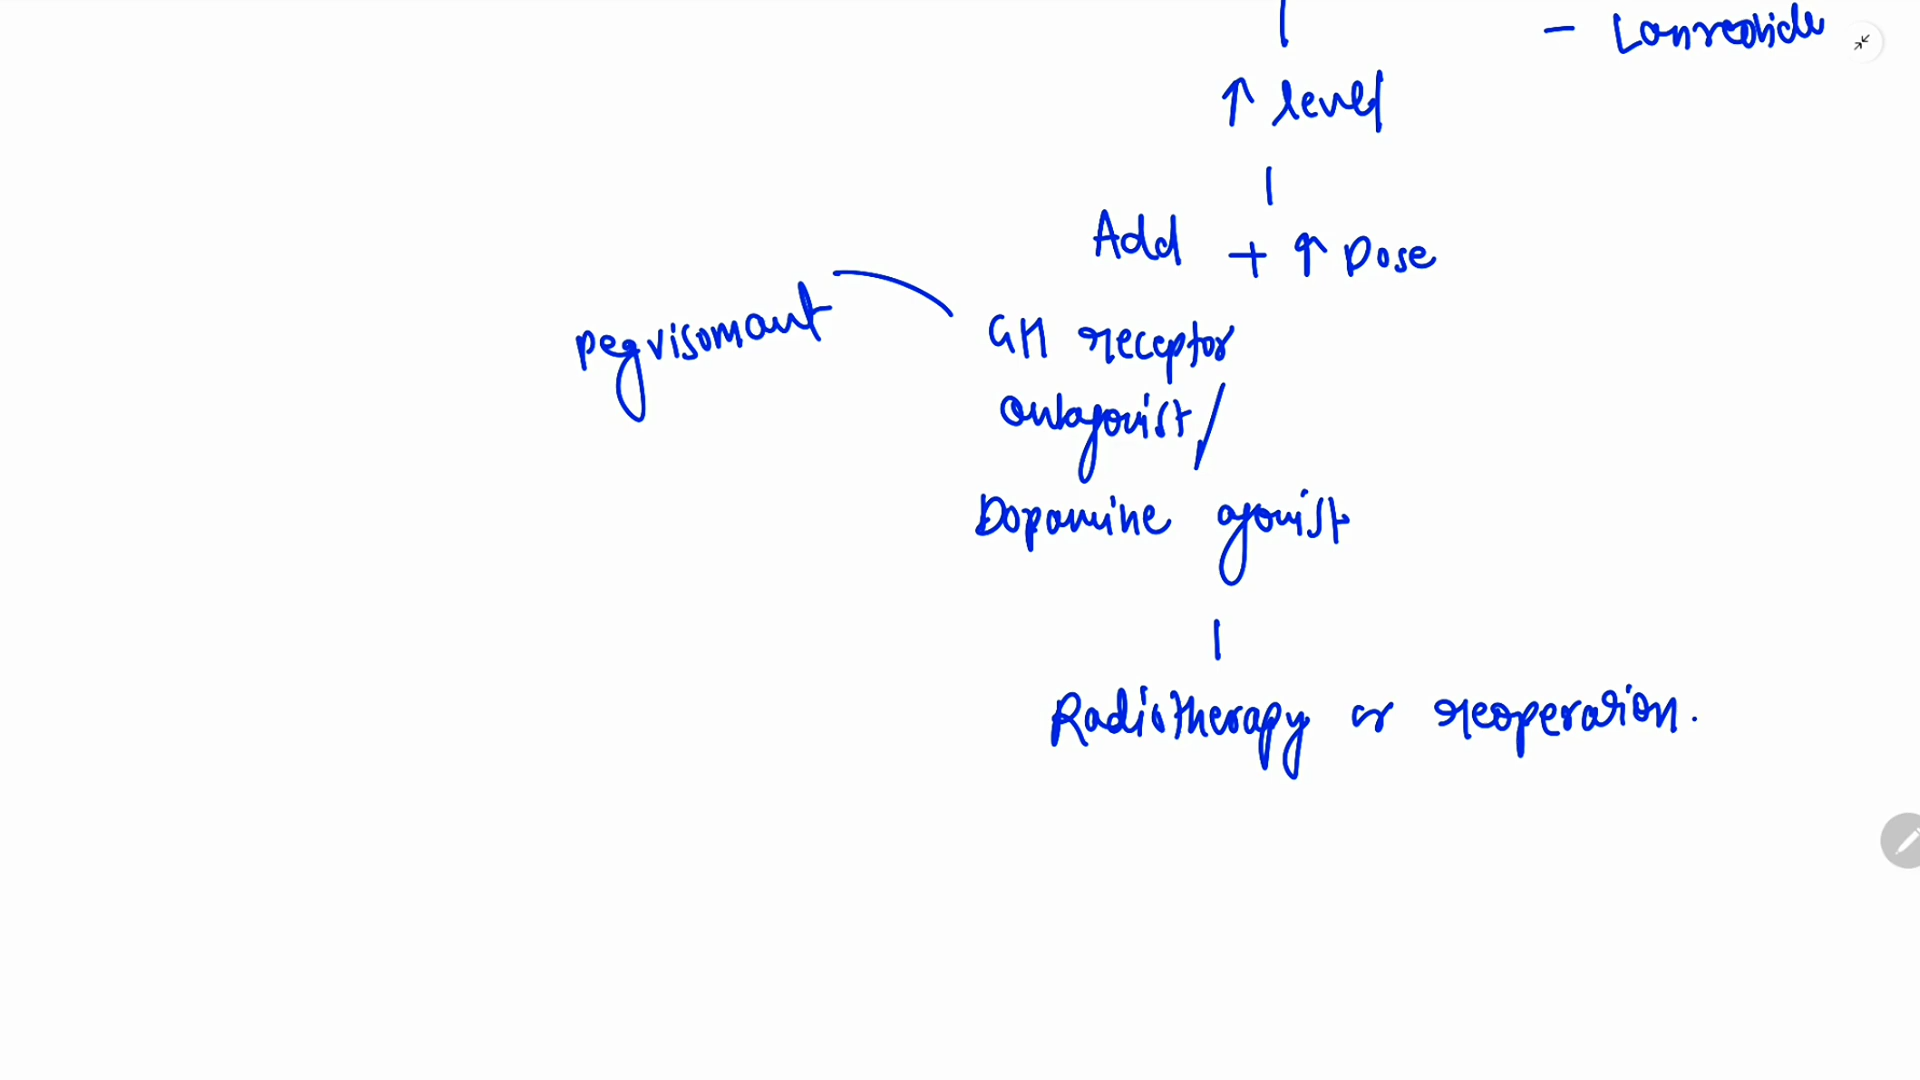 - Lanreotide
↑ level
Add + ↑ Dose
pegvisomant
GH receptor
antagonist/
Dopamine agonist
Radiotherapy or reoperation.